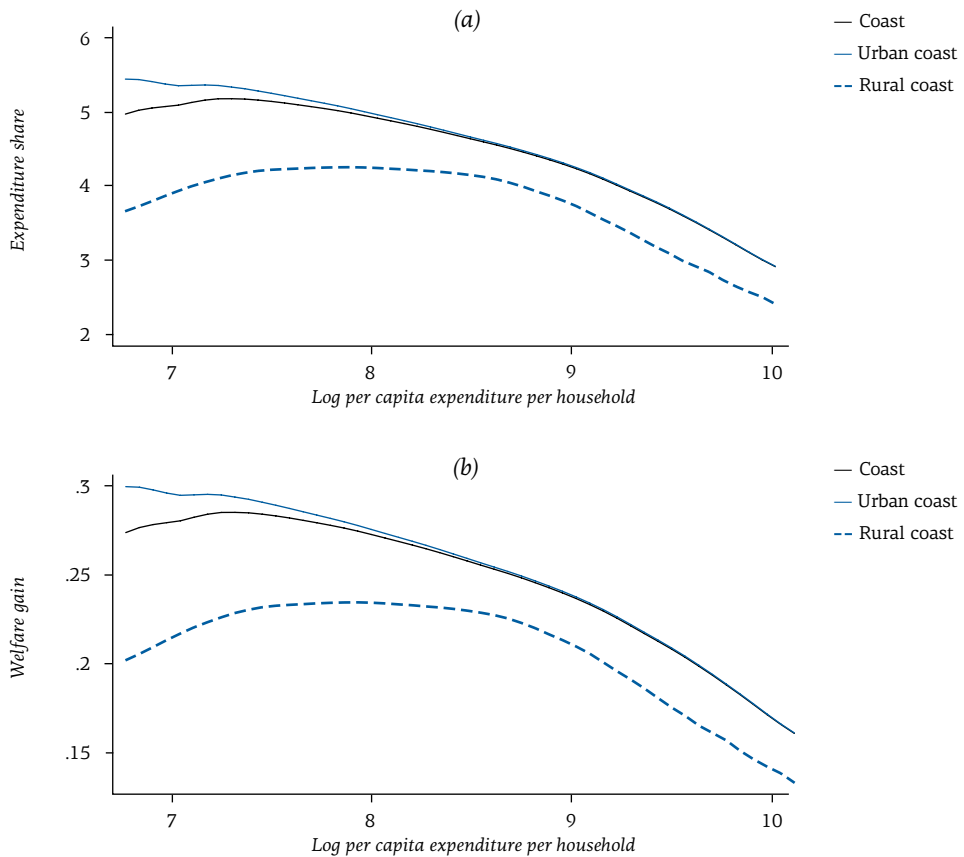 (a)
Coast
Urban coast
Rural coast
6
5
4
3
2
Expenditure share
7 8 9 10
Log per capita expenditure per household
(b)
Coast
Urban coast
Rural coast
.3
.25
.2
.15
Welfare gain
7 8 9 10
Log per capita expenditure per household